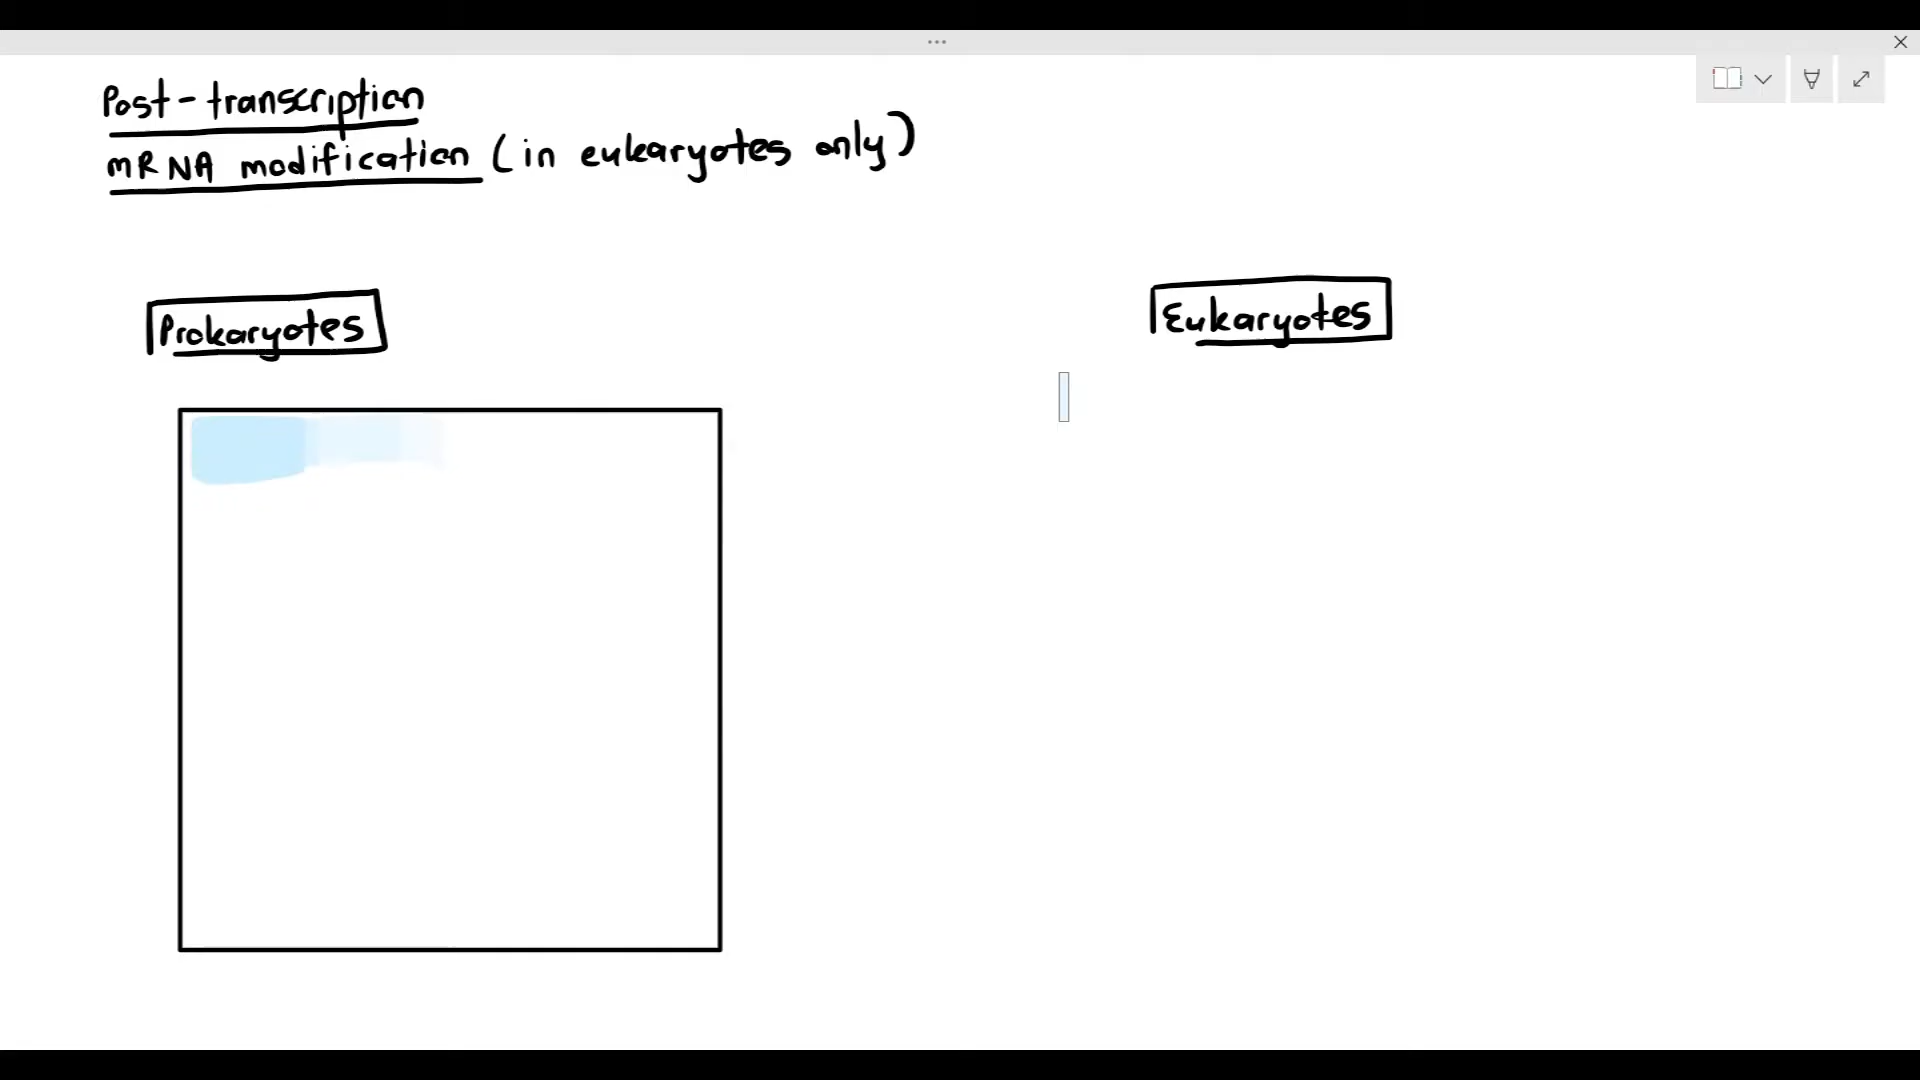 Post-transcription
mRNA modification (in eukaryotes only)
Prokaryotes
Eukaryotes